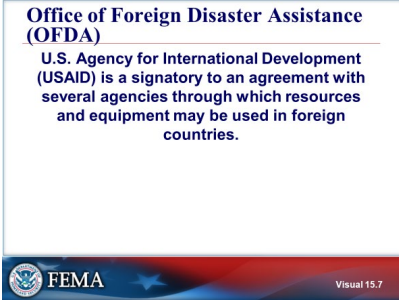 Office of Foreign Disaster Assistance
(OFDA)
U.S. Agency for International Development
(USAID) is a signatory to an agreement with
several agencies through which resources
and equipment may be used in foreign
countries.
FEMA
Visual 15.7